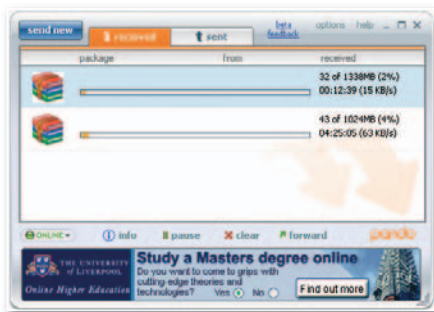 send new
received
sent
beta feedback
options help
package from received
32 of 1338MB (2%)
00:12:39 (15 KB/s)
43 of 1024MB (4%)
04:25:05 (63 KB/s)
ONLINE
info
pause
clear
forward
pando
THE UNIVERSITY
of LIVERPOOL
Online Higher Education
Study a Masters degree online
Do you want to come to grips with
cutting-edge theories and
technologies? Yes No
Find out more